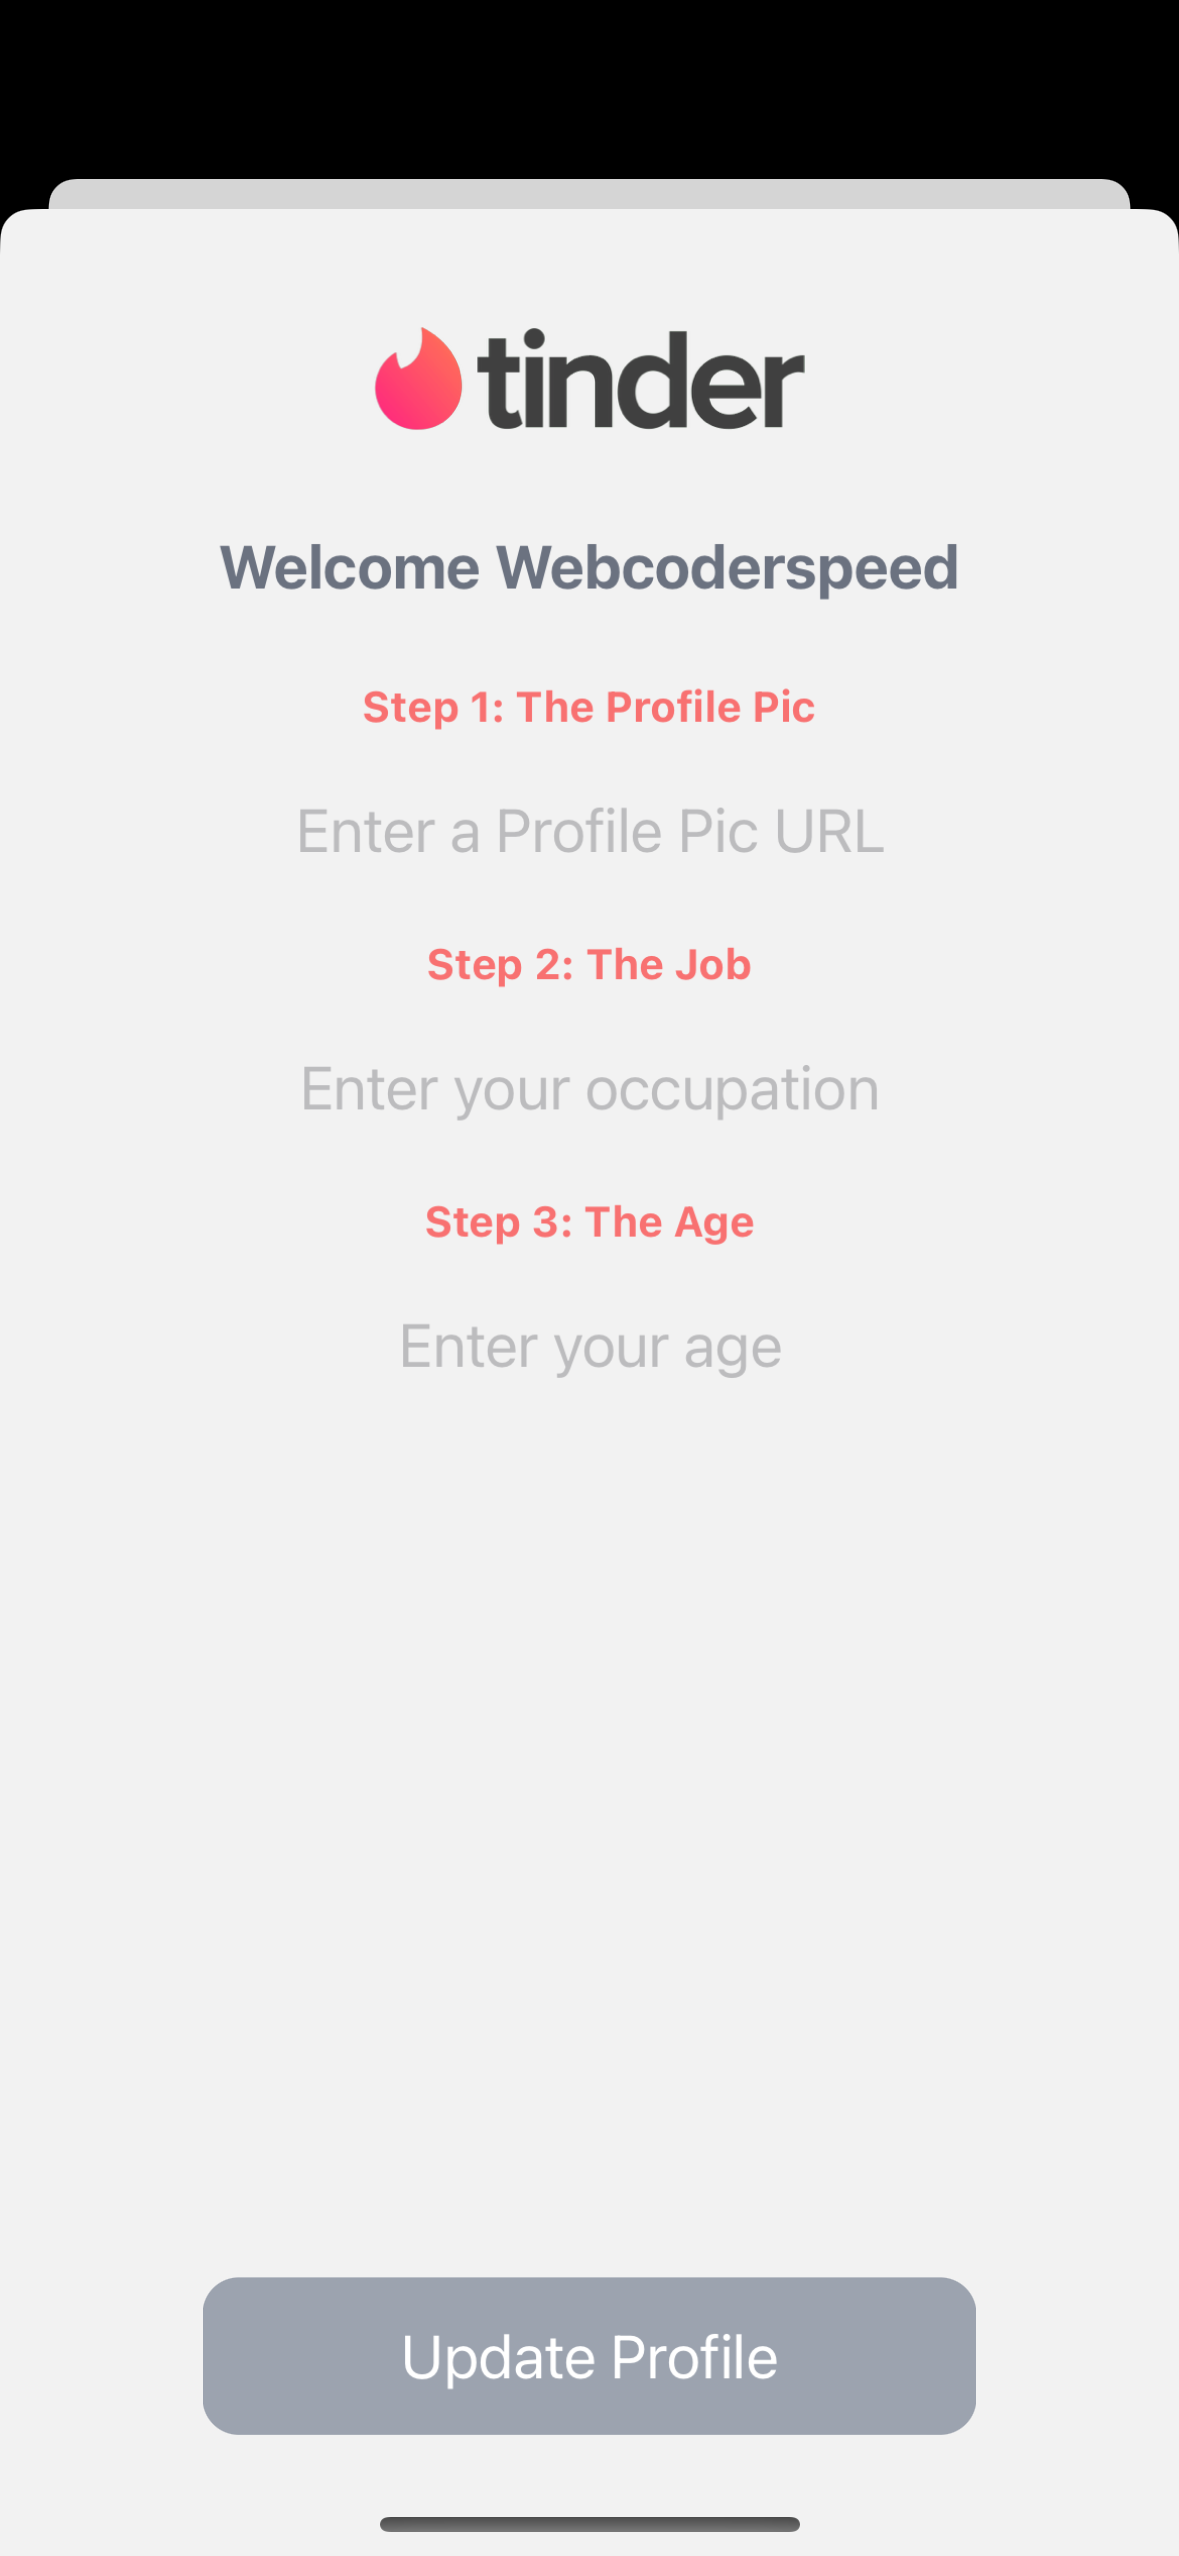 tinder
Welcome Webcoderspeed
Step 1: The Profile Pic
Enter a Profile Pic URL
Step 2: The Job
Enter your occupation
Step 3: The Age
Enter your age
Update Profile